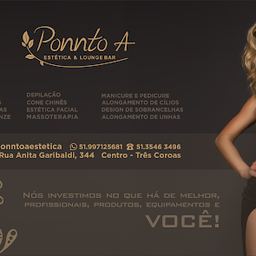 Ponnto A
ESTÉTICA & LOUNGE BAR
DEPILAÇÃO
CONE CHINÊS
ESTÉTICA FACIAL
MASSOTERAPIA
MANICURE E PEDICURE
ALONGAMENTO DE CÍLIOS
DESIGN DE SOBRANCELHAS
ALONGAMENTO DE UNHAS
onntoaestetica 51.997125681 51.3546 3496
Rua Anita Garibaldi, 344 Centro - Três Coroas
Nós investimos no que há de melhor,
profissionais, produtos, equipamentos e
VOCÊ!